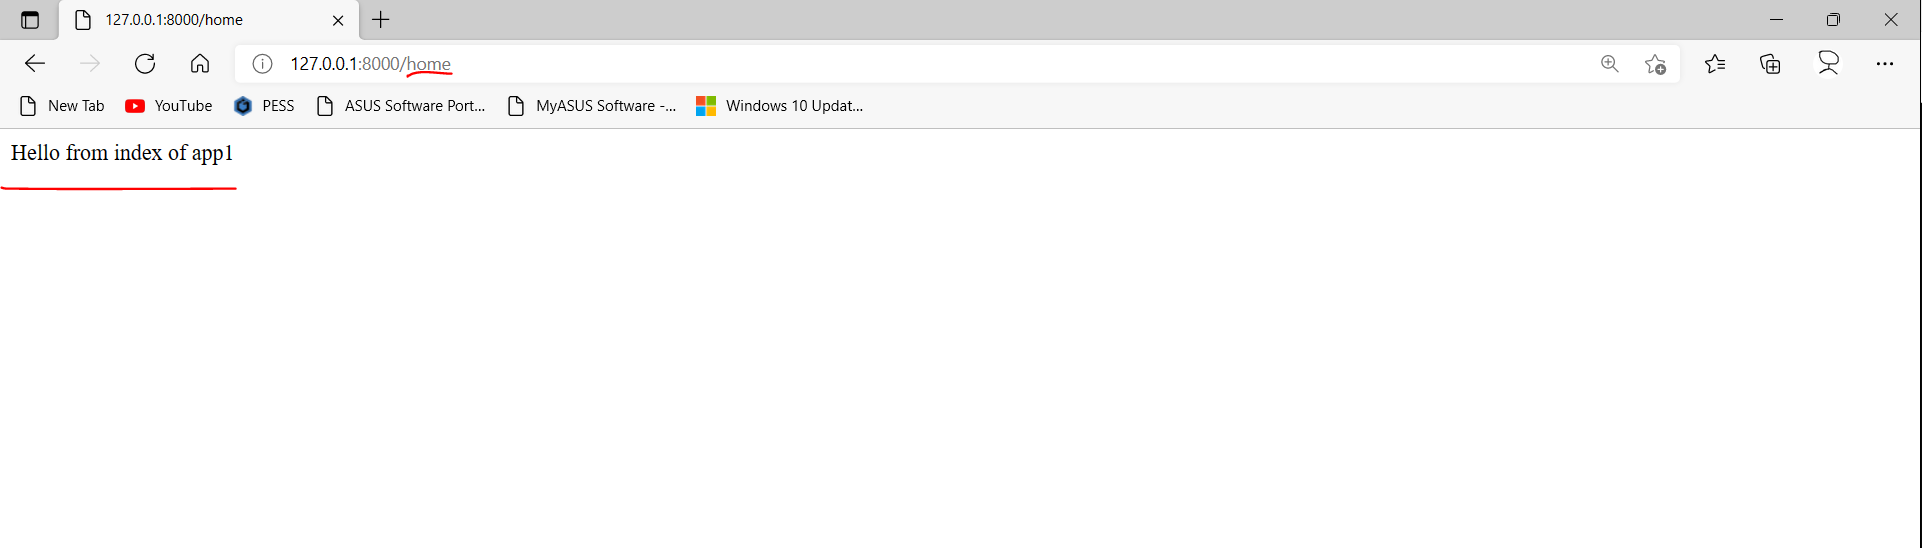 127.0.0.1:8000/home
127.0.0.1:8000/home
New Tab YouTube PESS ASUS Software Port... MyASUS Software -... Windows 10 Updat...
Hello from index of app1